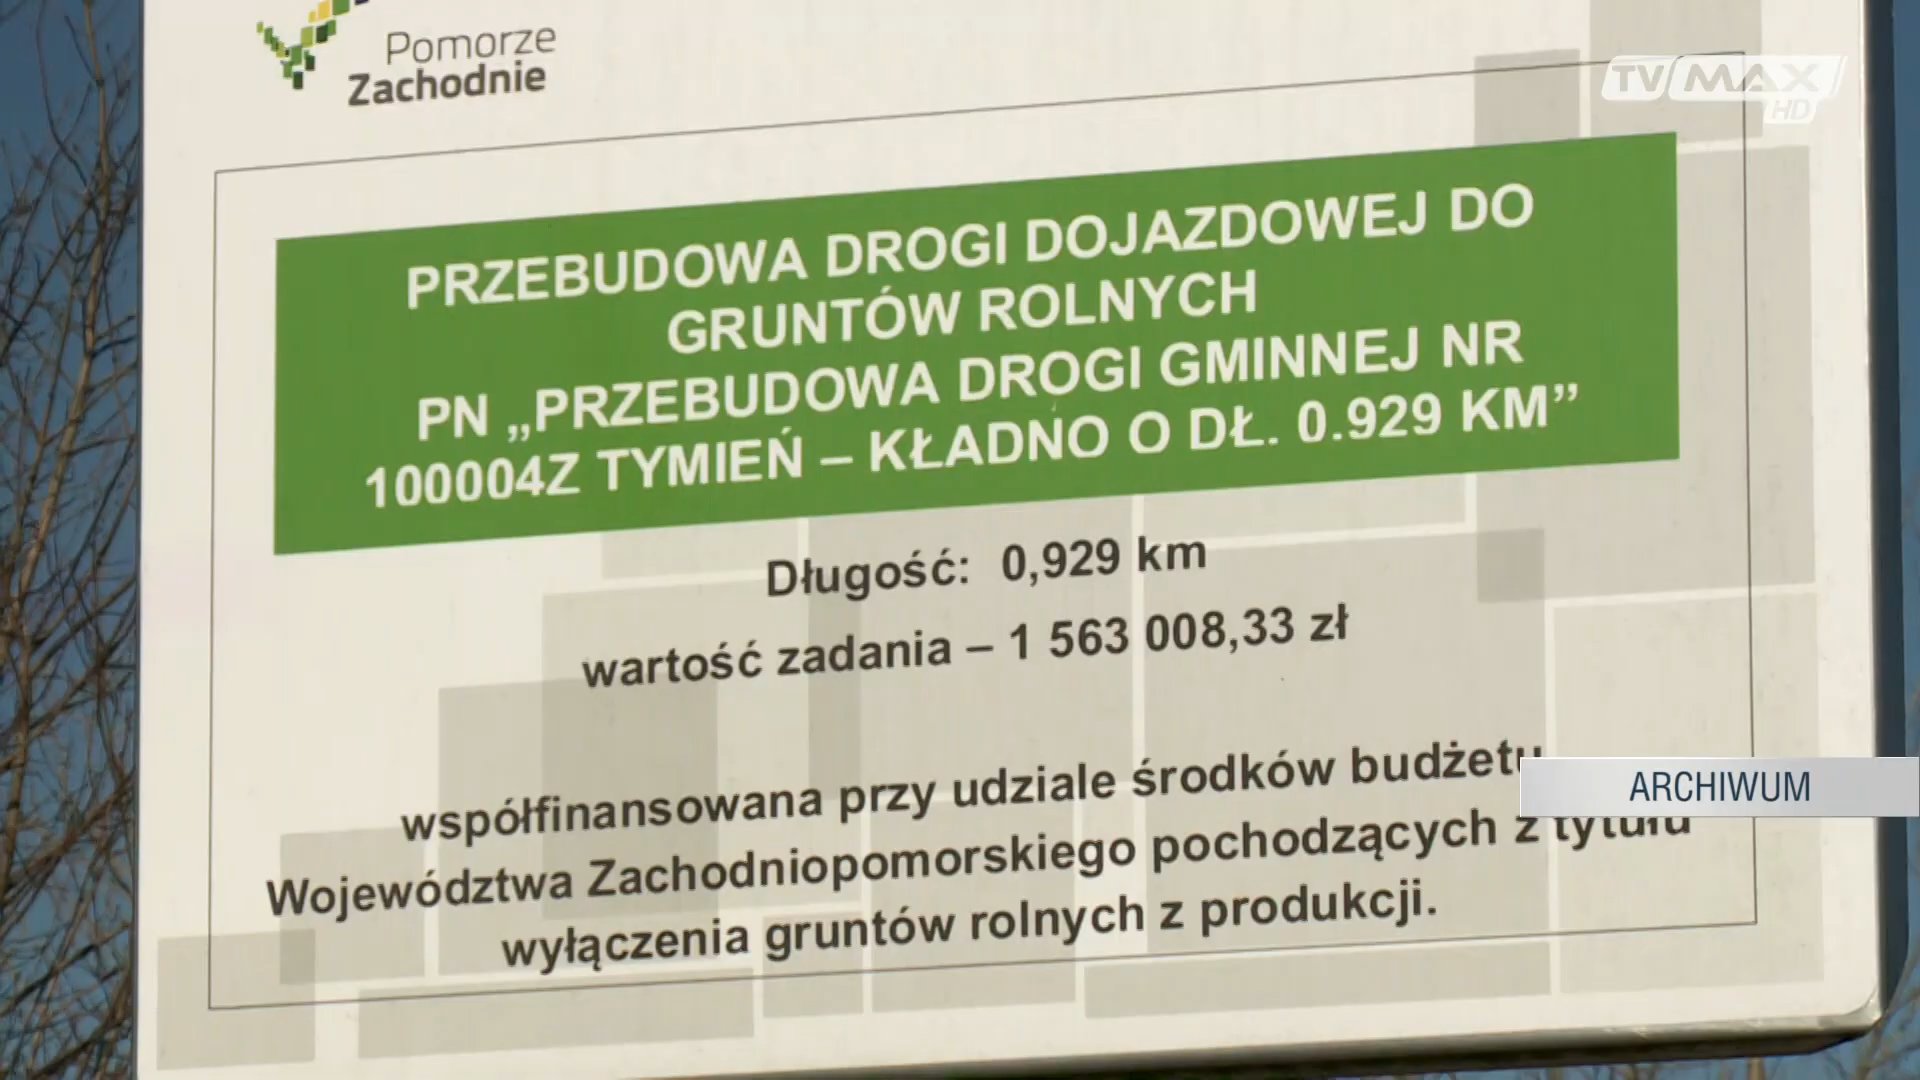 Pomorze
Zachodnie
TV MAX
HD
PRZEBUDOWA DROGI DOJAZDOWEJ DO
GRUNTÓW ROLNYCH
PN „PRZEBUDOWA DROGI GMINNEJ NR
100004Z TYMIEŃ – KŁADNO O DŁ. 0.929 KM”
Długość: 0,929 km
wartość zadania – 1 563 008,33 zł
współfinansowana przy udziale środków budżetu
ARCHIWUM
Województwa Zachodniopomorskiego pochodzących z tytułu
wyłączenia gruntów rolnych z produkcji.